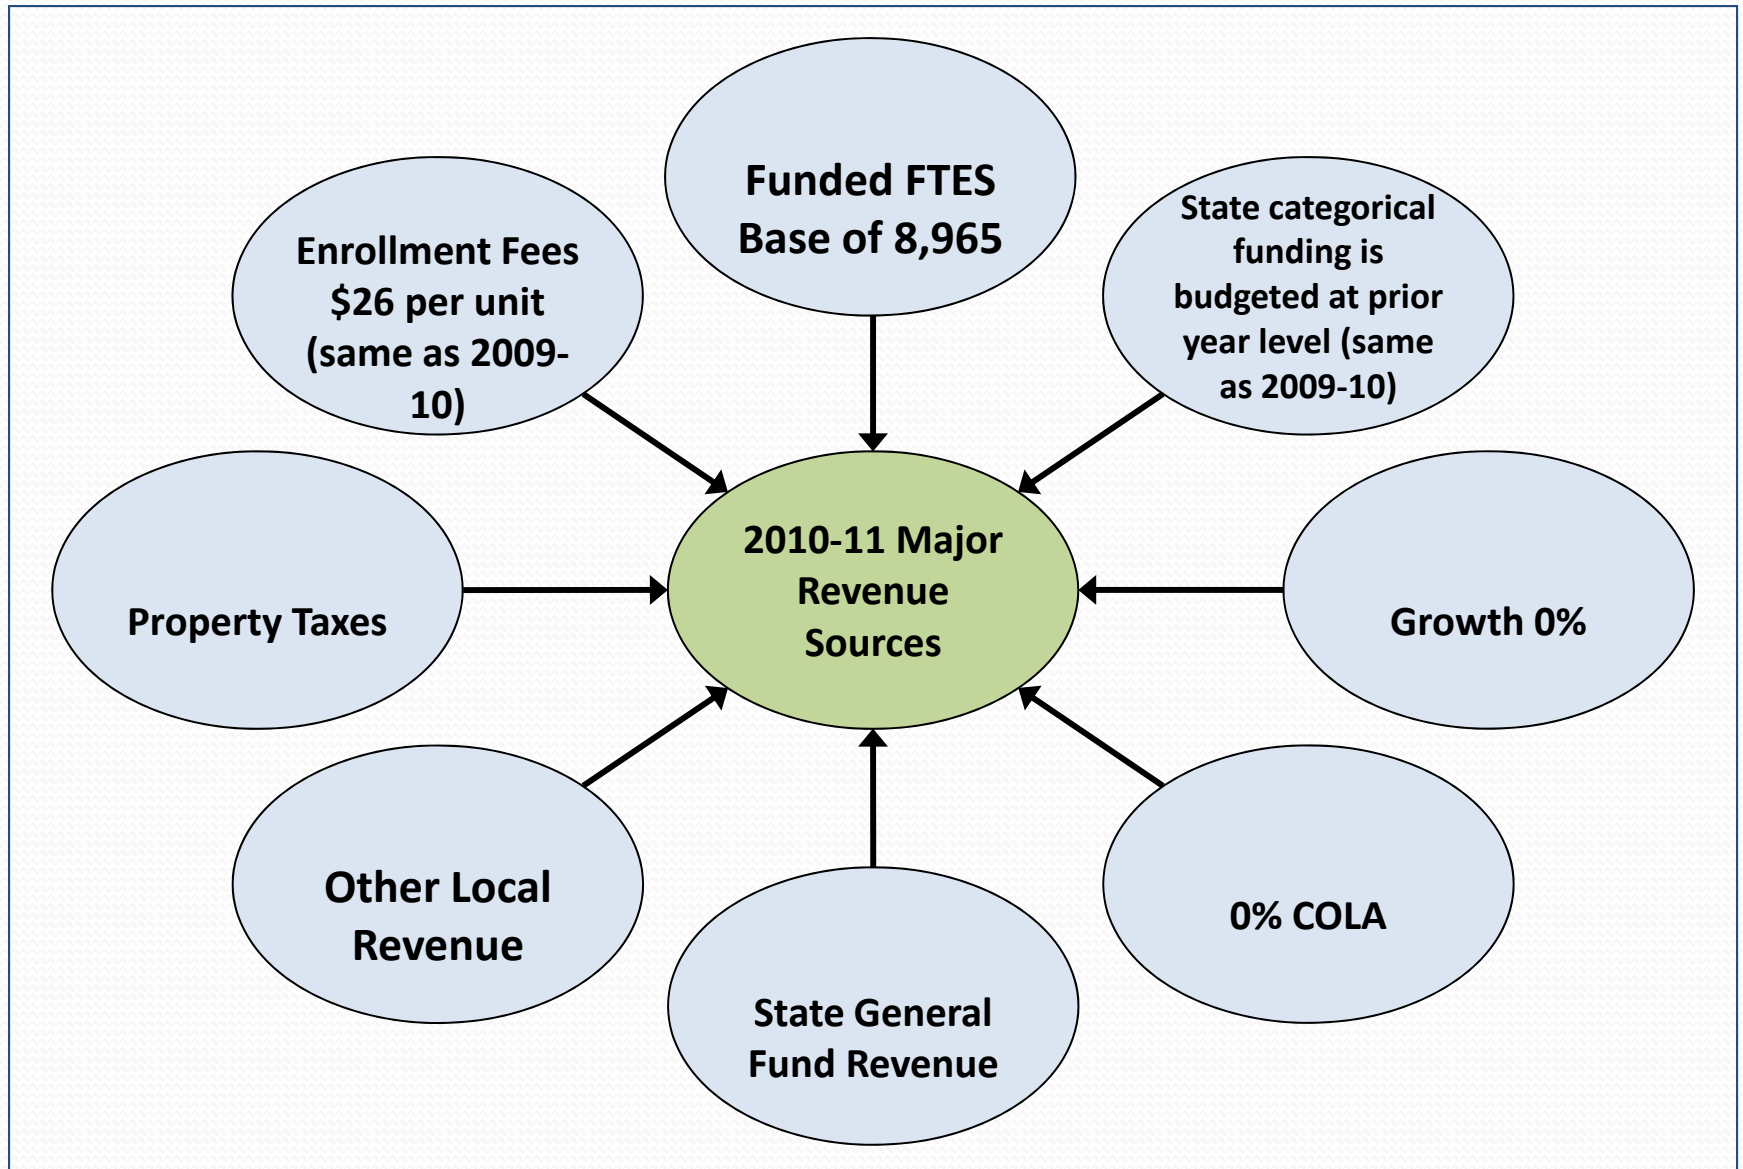 Funded FTES
Base of 8,965
State categorical
funding is
budgeted at prior
year level (same
as 2009-10)
Growth 0%
0% COLA
State General
Fund Revenue
Other Local
Revenue
Property Taxes
Enrollment Fees
$26 per unit
(same as 2009-
10)
2010-11 Major
Revenue
Sources